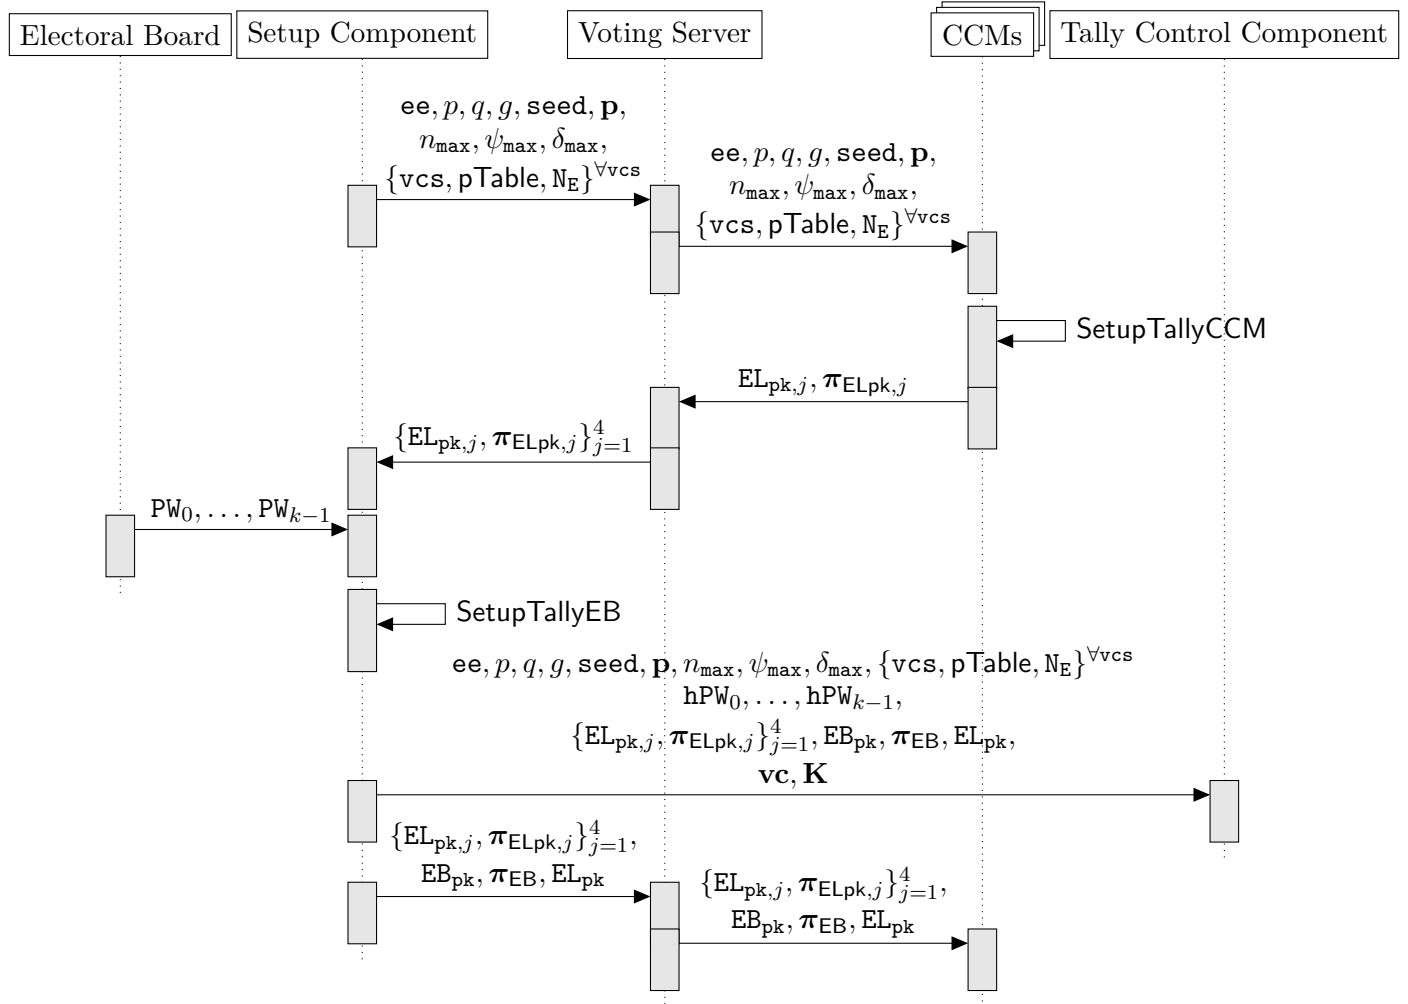 Electoral Board
Setup Component
Voting Server
CCMs
Tally Control Component
ee, p, q, g, seed, p,
n_max, ψ_max, δ_max,
{vcs, pTable, N_E}^∀vcs
ee, p, q, g, seed, p,
n_max, ψ_max, δ_max,
{vcs, pTable, N_E}^∀vcs
SetupTallyCCM
EL_pk,j, π_ELpk,j
{EL_pk,j, π_ELpk,j}^4_j=1
PW_0, …, PW_k−1
SetupTallyEB
ee, p, q, g, seed, p, n_max, ψ_max, δ_max, {vcs, pTable, N_E}^∀vcs
hPW_0, …, hPW_k−1,
{EL_pk,j, π_ELpk,j}^4_j=1, EB_pk, π_EB, EL_pk,
vc, K
{EL_pk,j, π_ELpk,j}^4_j=1,
EB_pk, π_EB, EL_pk
{EL_pk,j, π_ELpk,j}^4_j=1,
EB_pk, π_EB, EL_pk